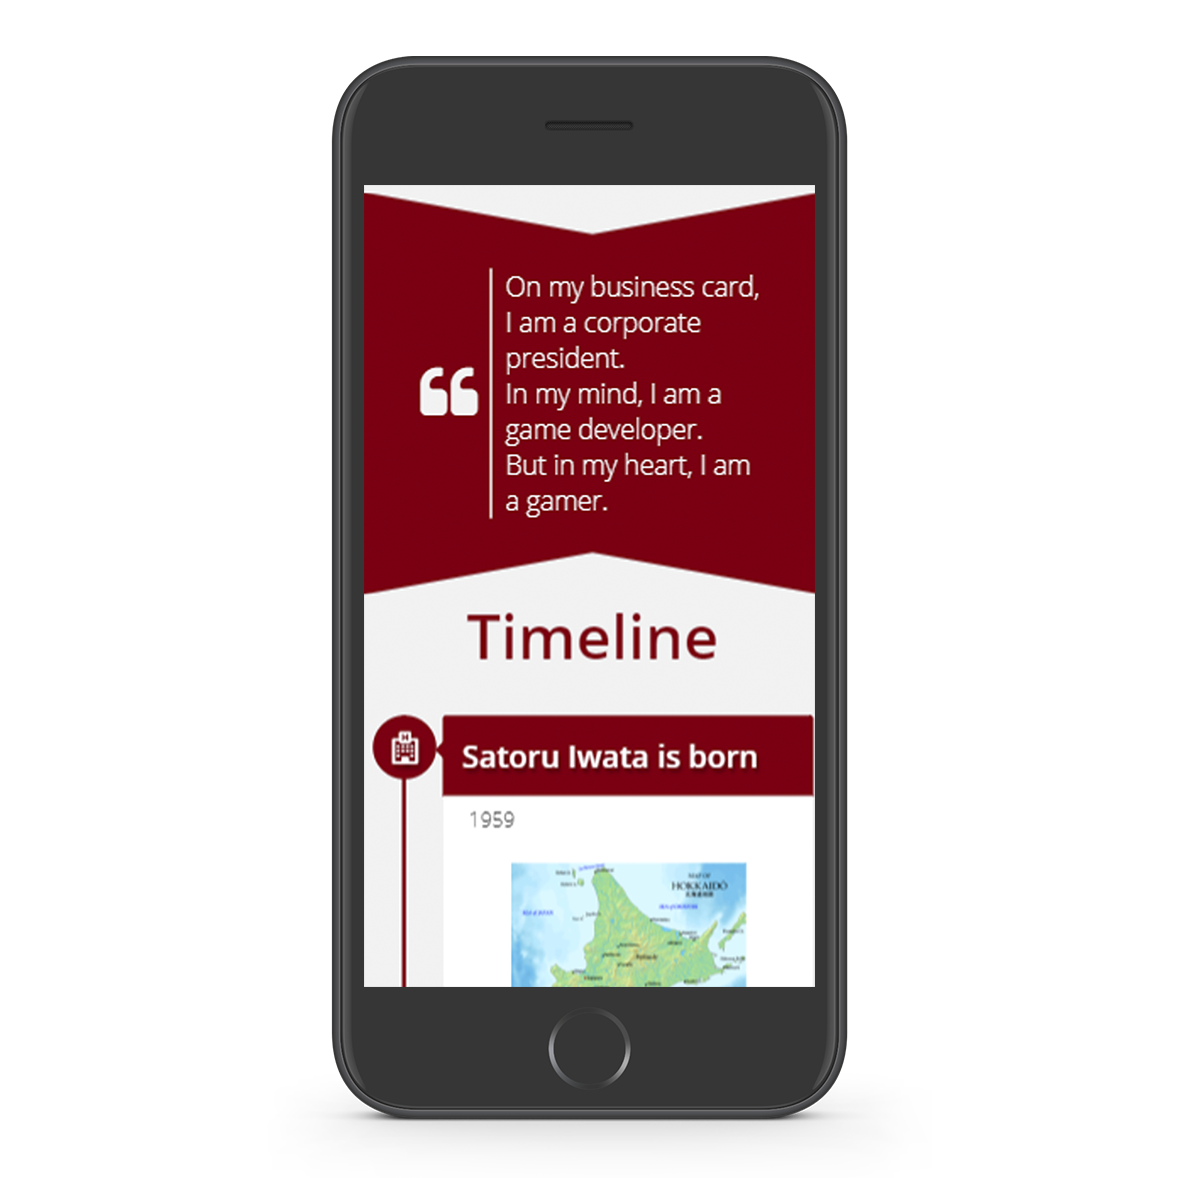 On my business card,
I am a corporate
president.
In my mind, I am a
game developer.
But in my heart, I am
a gamer.
Timeline
H
Satoru Iwata is born
1959
MAP OF
HOKKAIDŌ